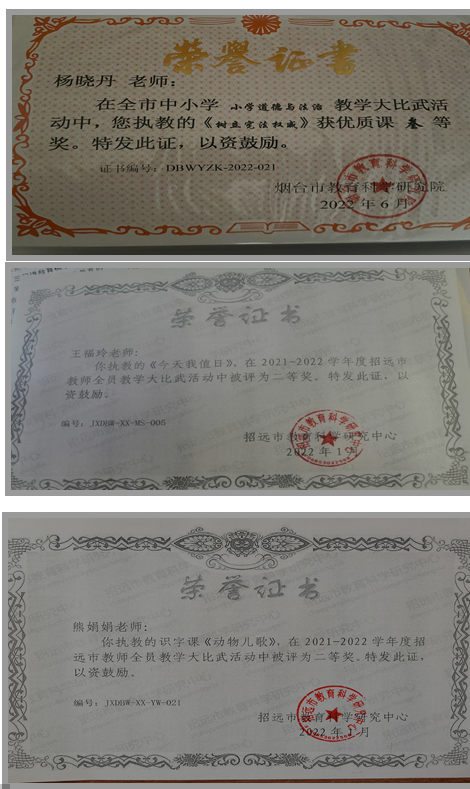 荣誉证书
杨晓丹 老师：
在全市中小学 小学道德与法治 教学大比武活
动中，您执教的《树立宪法权威》获优质课 叁 等
奖。特发此证，以资鼓励。
证书编号：DBWYZK-2022-021
烟台市教育科学研究院
2022 年 6 月
荣誉证书
王福玲老师：
你执教的《今天我值日》，在 2021-2022 学年度招远市
教师全员教学大比武活动中被评为二等奖。特发此证，以
资鼓励。
编号：JXDBW-XX-MS-005
招远市教育科学研究中心
2022 年 1 月
荣誉证书
熊娟娟老师：
你执教的识字课《动物儿歌》，在 2021-2022 学年度招
远市教师全员教学大比武活动中被评为二等奖。特发此证，
以资鼓励。
编号：JXDBW-XX-YW-021
招远市教育科学研究中心
2022 年 1 月